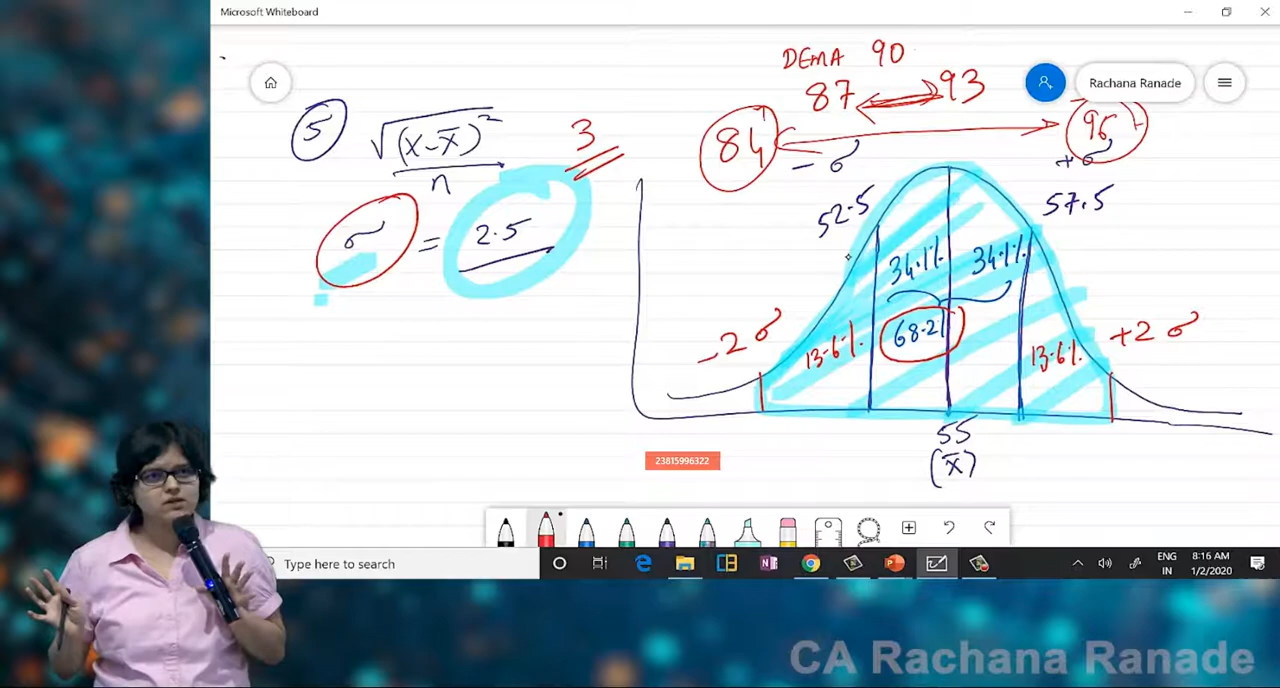 Microsoft Whiteboard
Rachana Ranade
DEMA 90
87 93
84 96
- σ + σ
5
√(x-x̄)²
n
3
σ = 2.5
52.5 57.5
34.1% 34.1%
68.2%
-2 σ +2 σ
13.6% 13.6%
55
(x̄)
23815996322
Type here to search
ENG
IN
8:16 AM
1/2/2020
CA Rachana Ranade